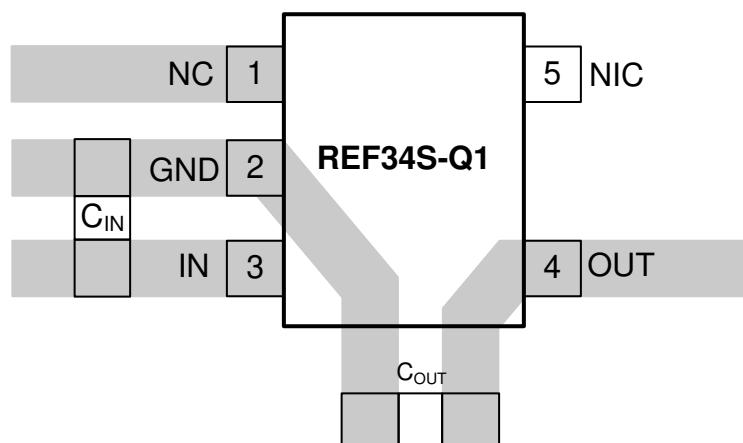 NC 1
5 NIC
REF34S-Q1
GND 2
CIN
IN 3
4 OUT
COUT